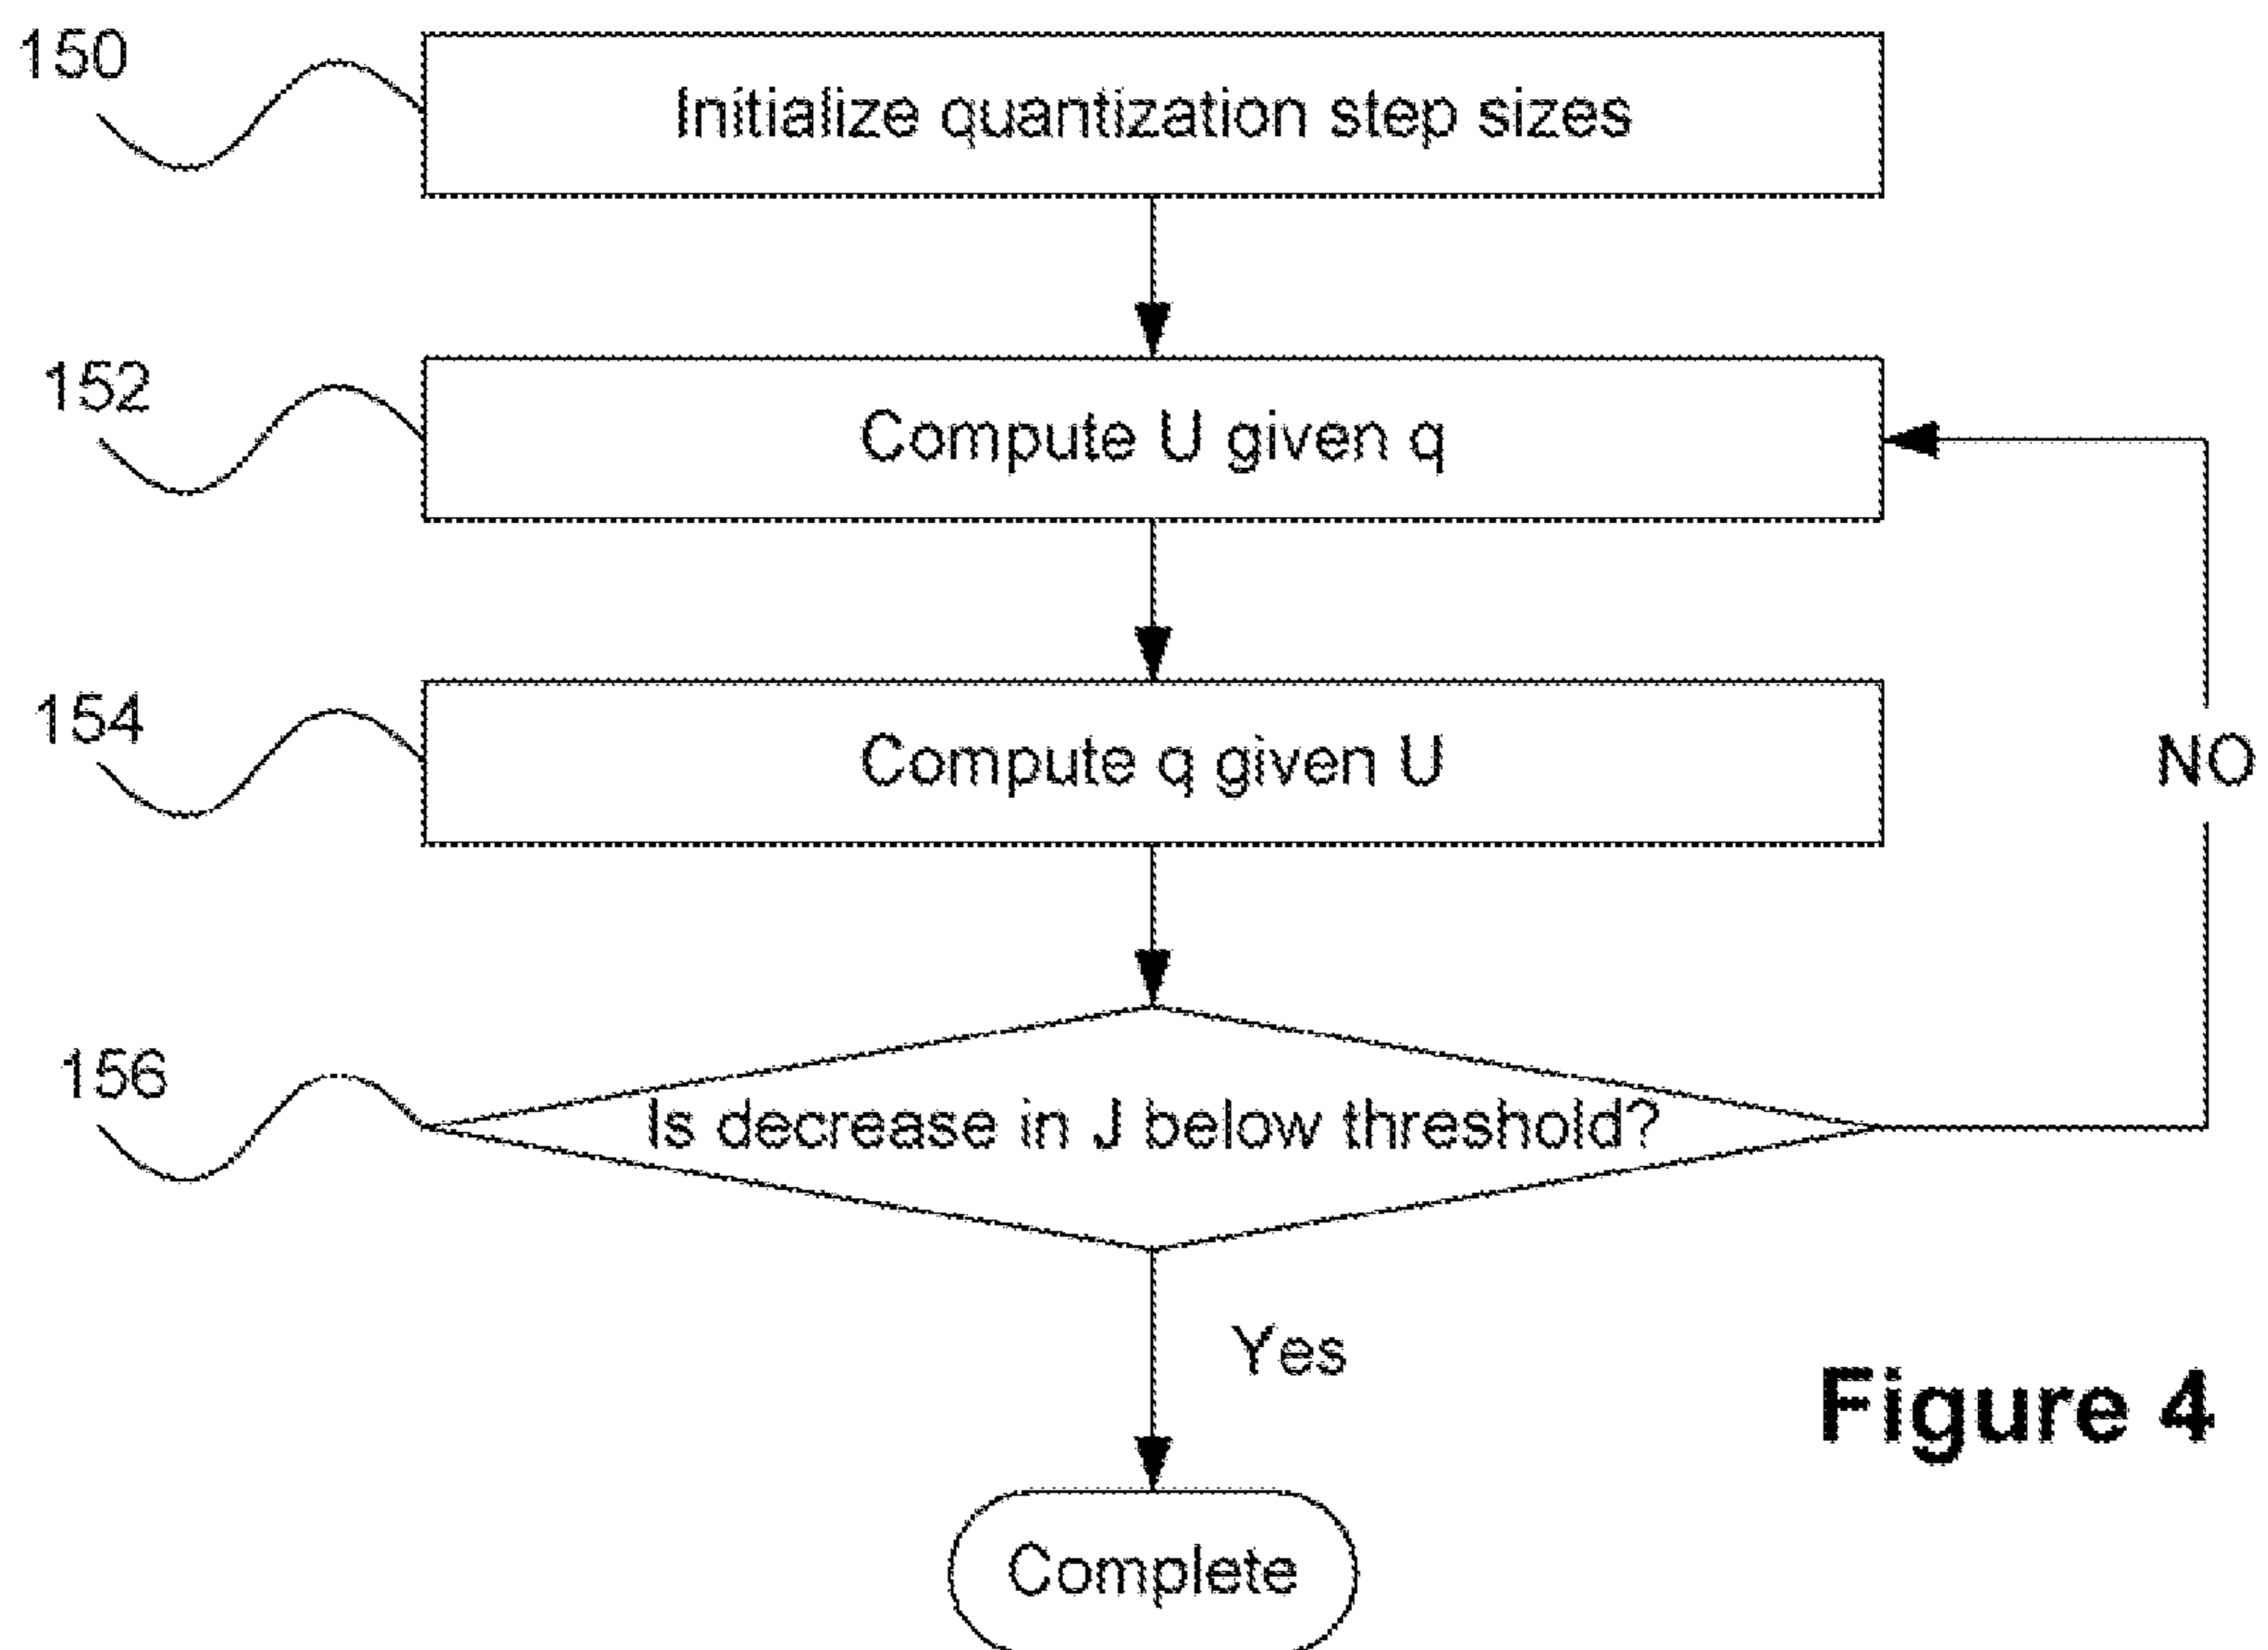 150
Initialize quantization step sizes
152
Compute U given q
154
Compute q given U
NO
156
Is decrease in J below threshold?
Yes
Figure 4
Complete